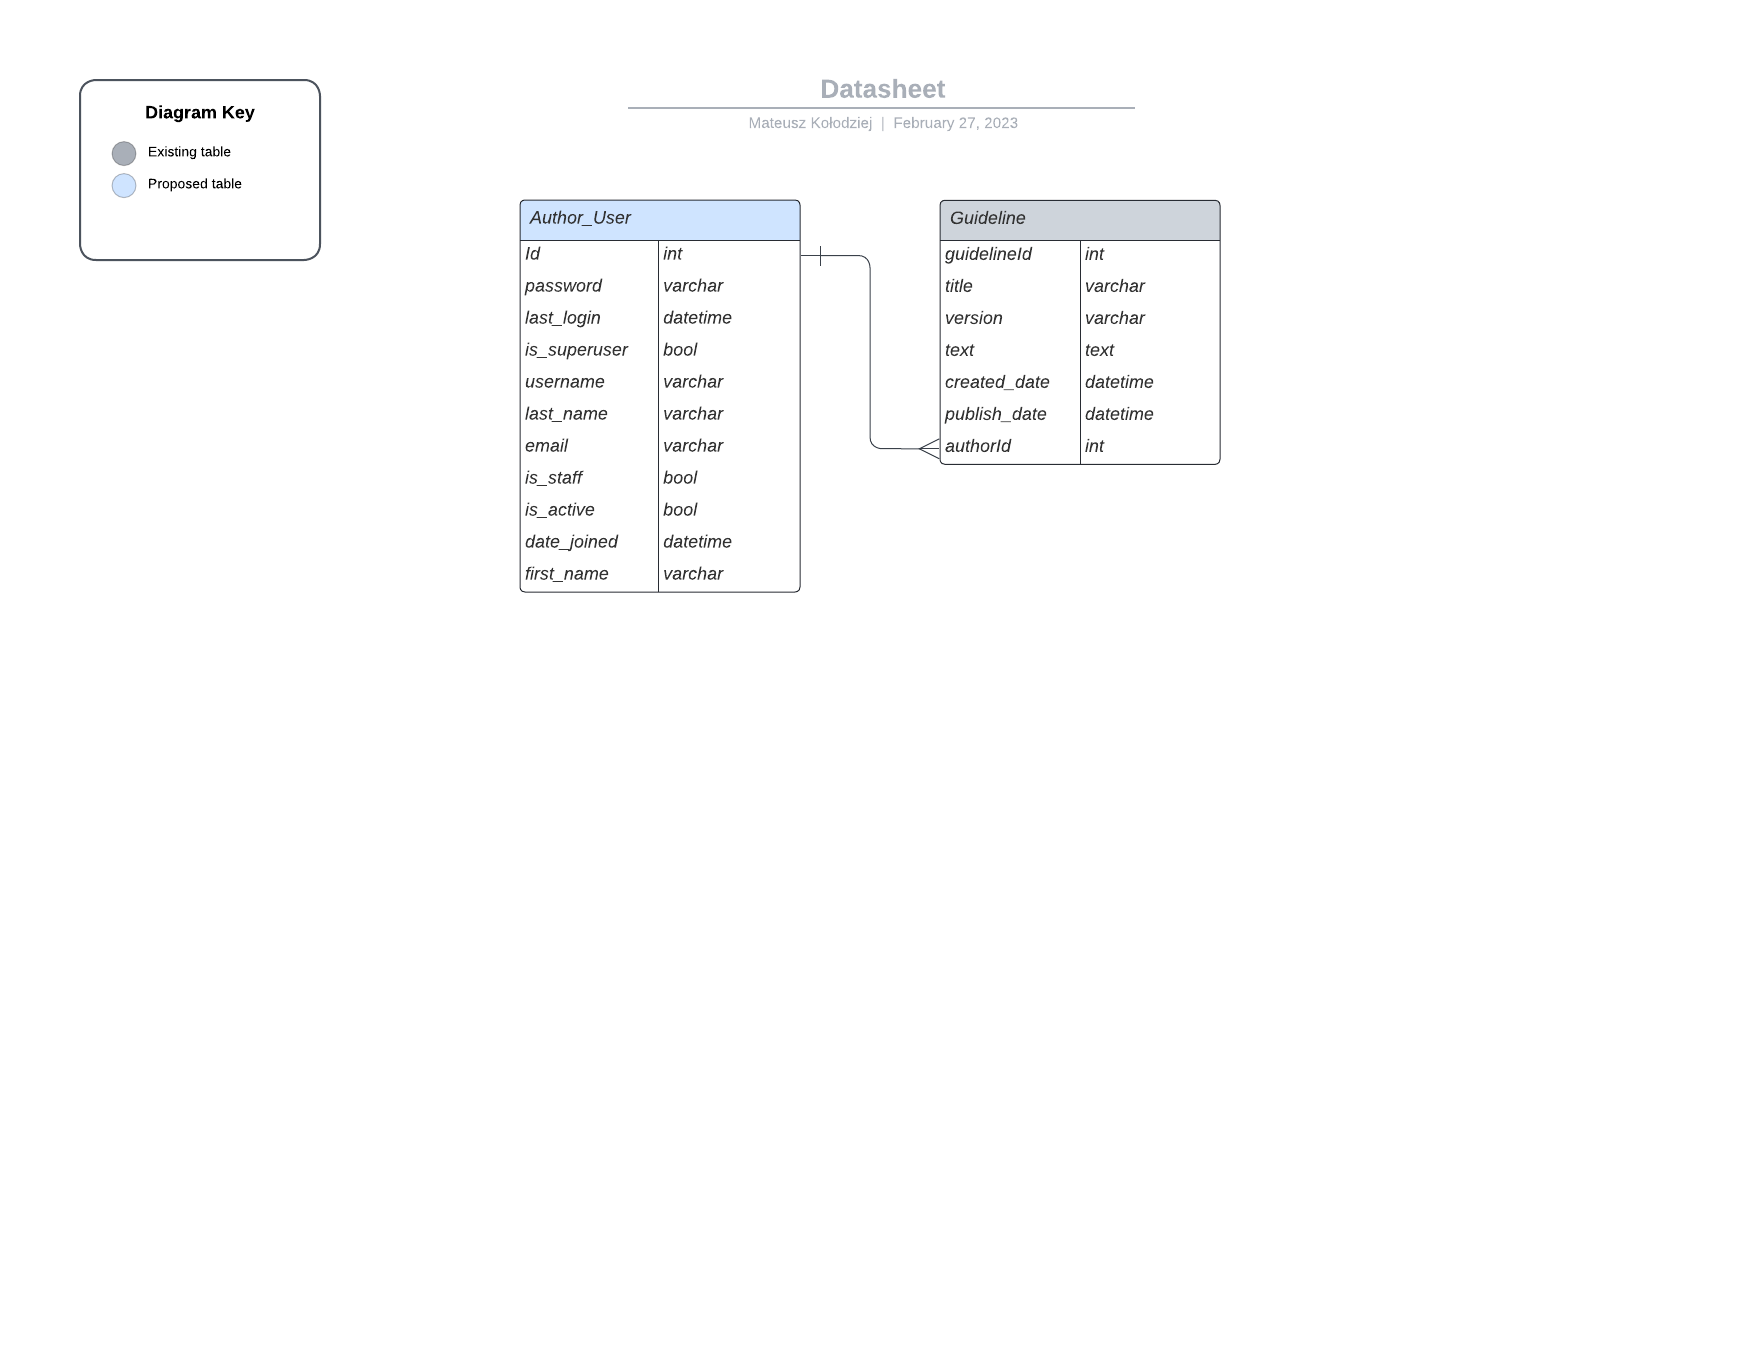 Datasheet
Mateusz Kołodziej | February 27, 2023
Diagram Key
Existing table
Proposed table
Author_User
Id int
password varchar
last_login datetime
is_superuser bool
username varchar
last_name varchar
email varchar
is_staff bool
is_active bool
date_joined datetime
first_name varchar
Guideline
guidelineId int
title varchar
version varchar
text text
created_date datetime
publish_date datetime
authorId int